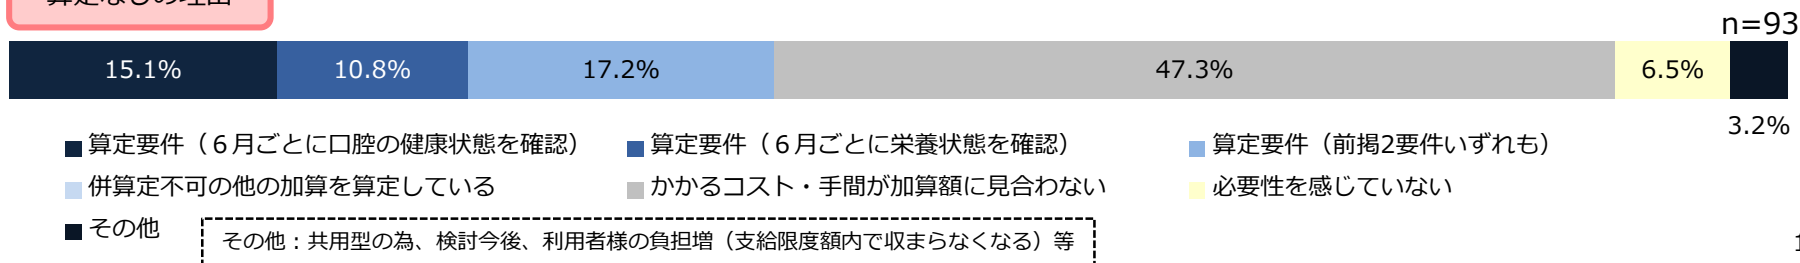 算定なしの理由
n=93
15.1% 10.8% 17.2% 47.3% 6.5%
3.2%
算定要件（６月ごとに口腔の健康状態を確認） 算定要件（６月ごとに栄養状態を確認） 算定要件（前掲2要件いずれも）
併算定不可の他の加算を算定している かかるコスト・手間が加算額に見合わない 必要性を感じていない
その他
その他：共用型の為、検討今後、利用者様の負担増（支給限度額内で収まらなくなる）等